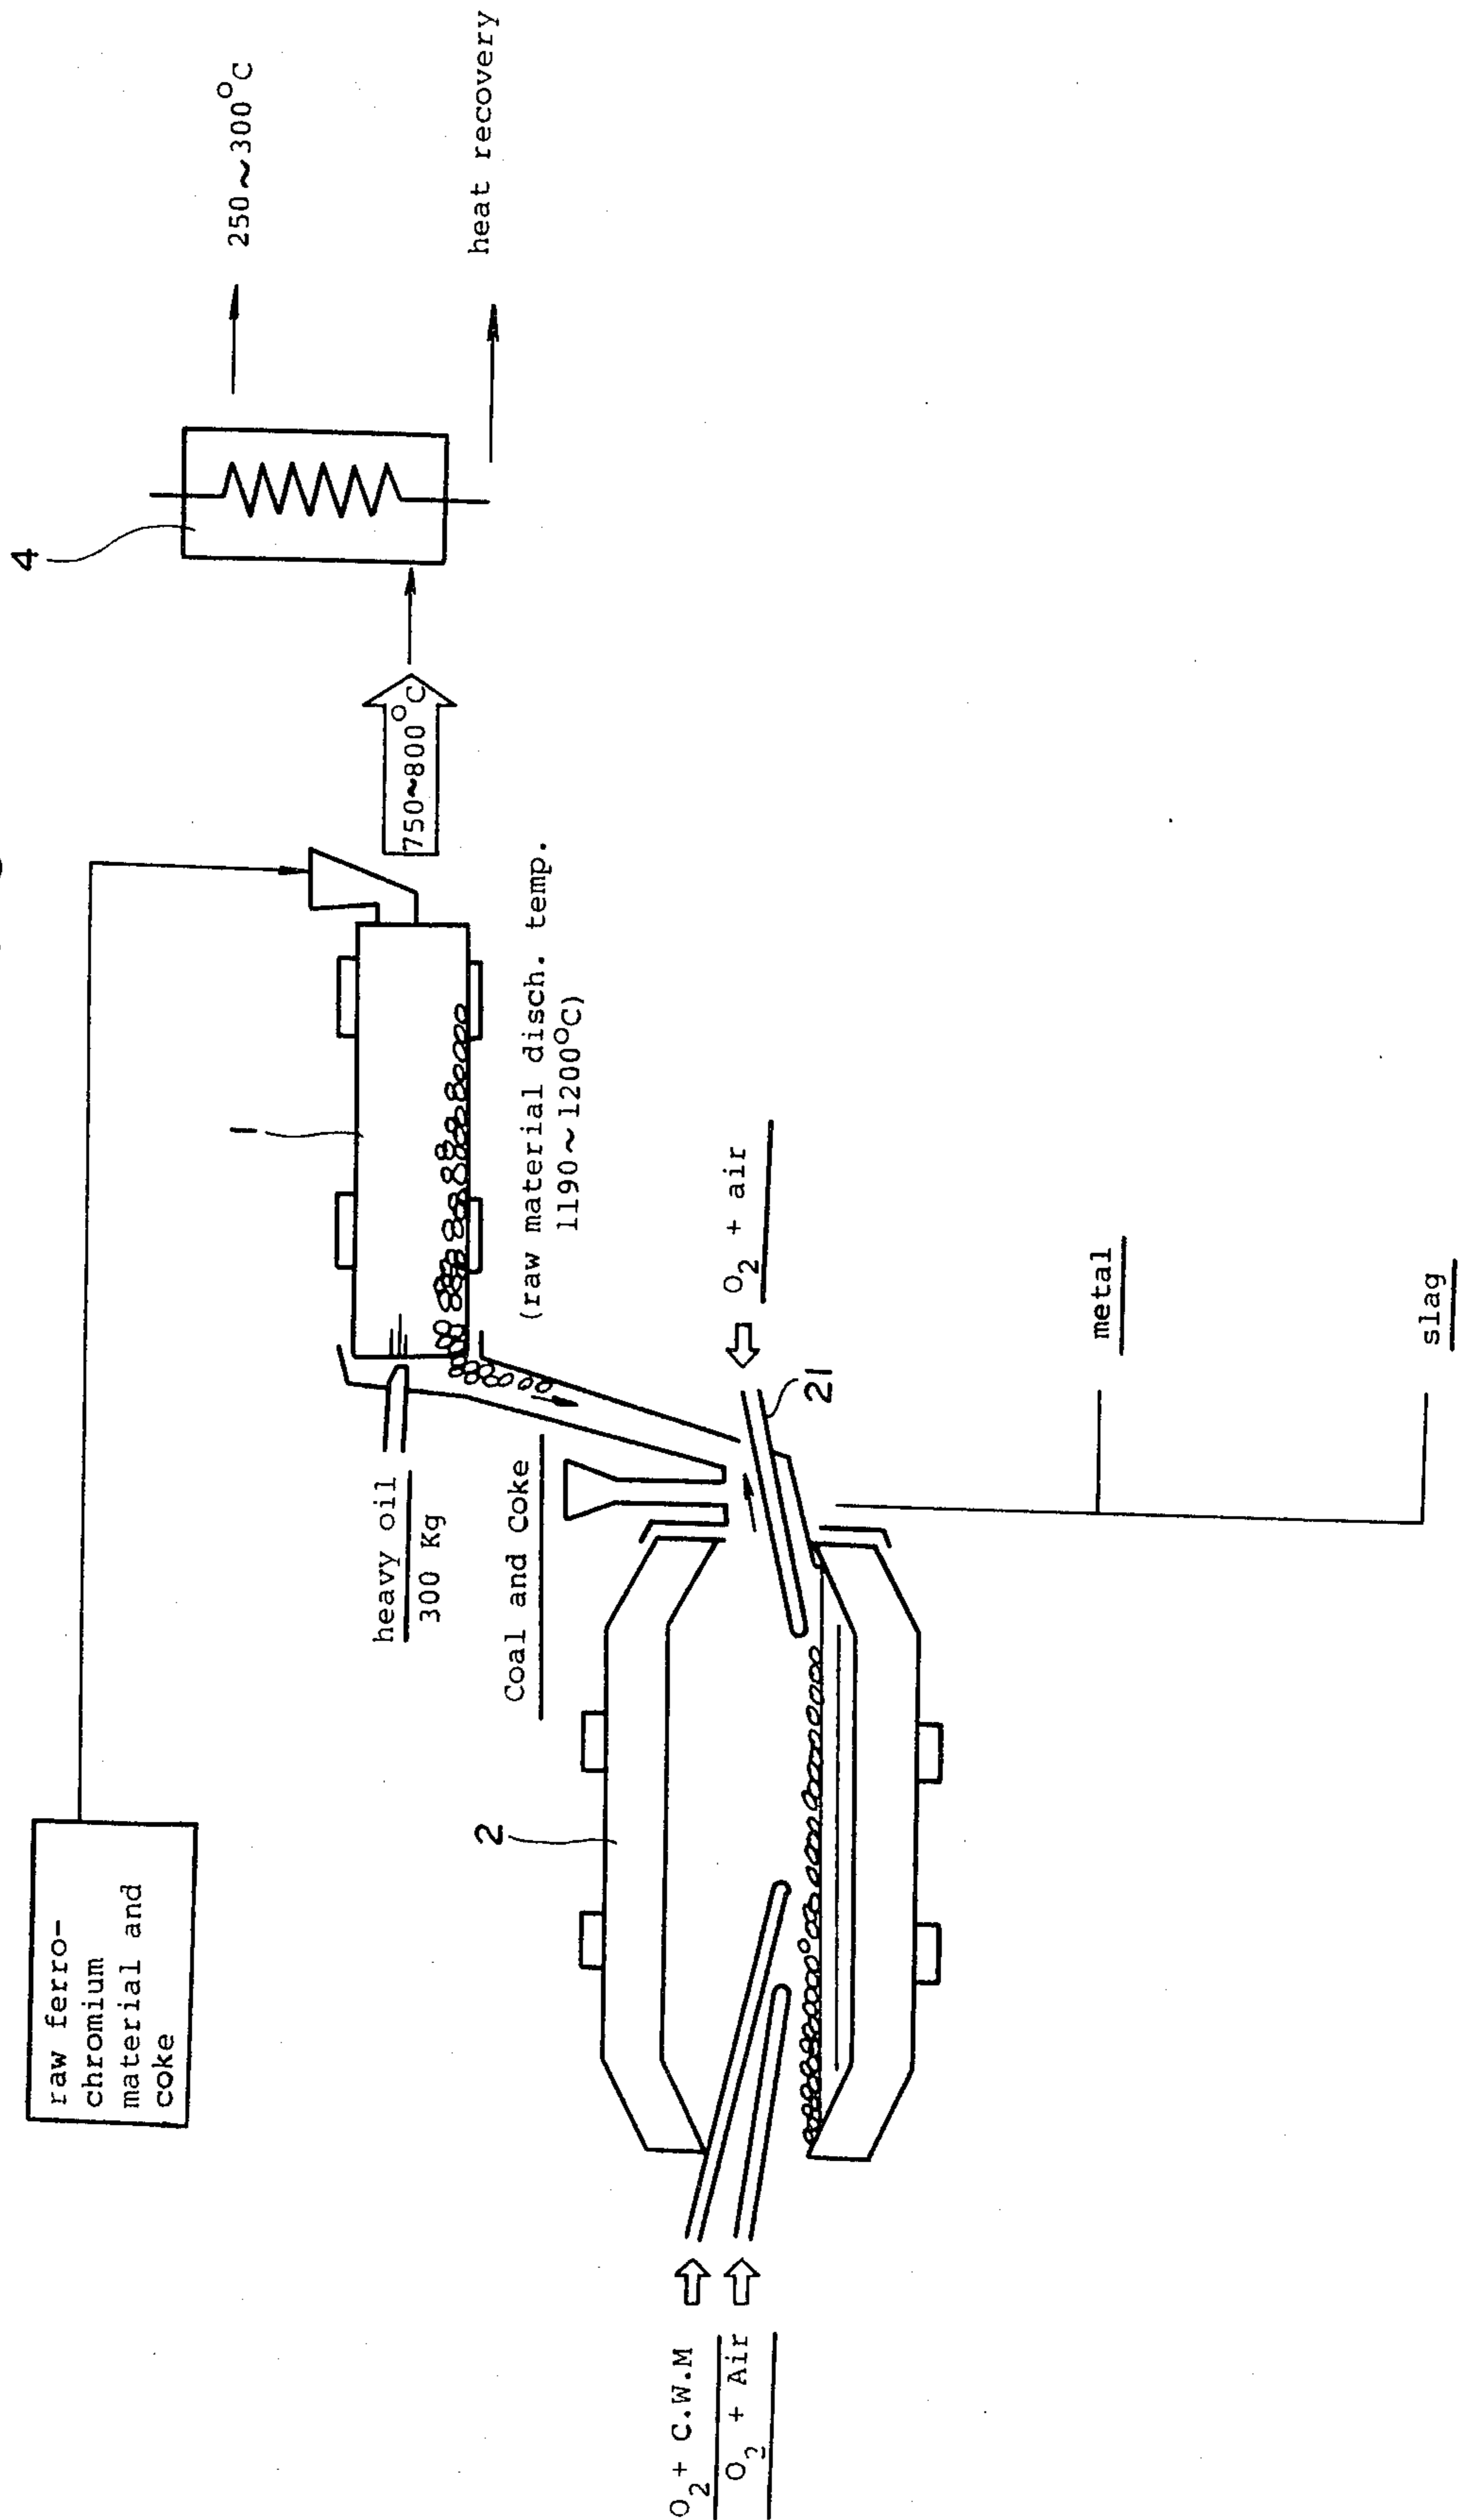 raw ferro-
chromium
material and
coke
4
250~300°C
heat recovery
750~800°C
1
(raw material disch. temp.
1190~1200°C)
heavy oil
300 Kg
Coal and Coke
2
O2 + air
21
O2 + C.W.M
O2 + Air
metal
slag